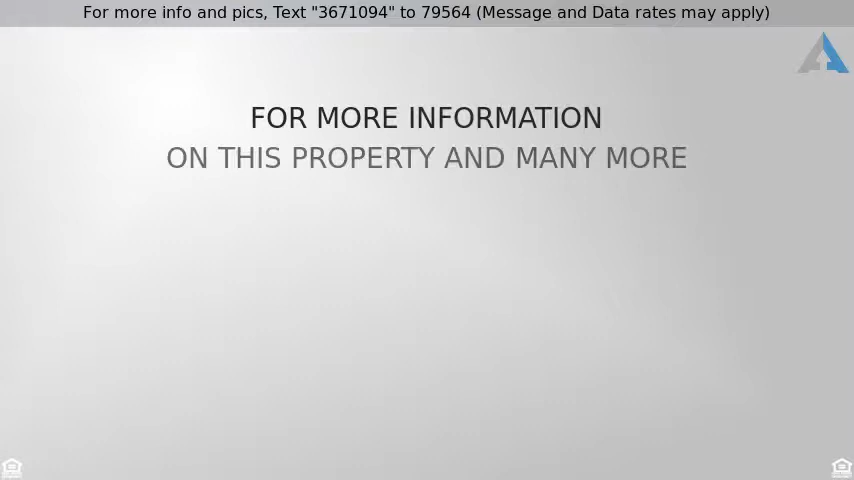 For more info and pics, Text "3671094" to 79564 (Message and Data rates may apply)
FOR MORE INFORMATION
ON THIS PROPERTY AND MANY MORE